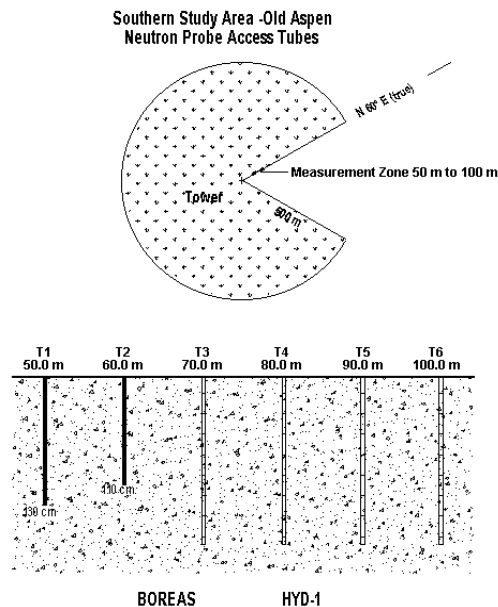 Southern Study Area -Old Aspen
Neutron Probe Access Tubes
N 60° E (true)
Measurement Zone 50 m to 100 m
Tower
500 m
T1 T2 T3 T4 T5 T6
50.0 m 60.0 m 70.0 m 80.0 m 90.0 m 100.0 m
110 cm
130 cm
BOREAS HYD-1